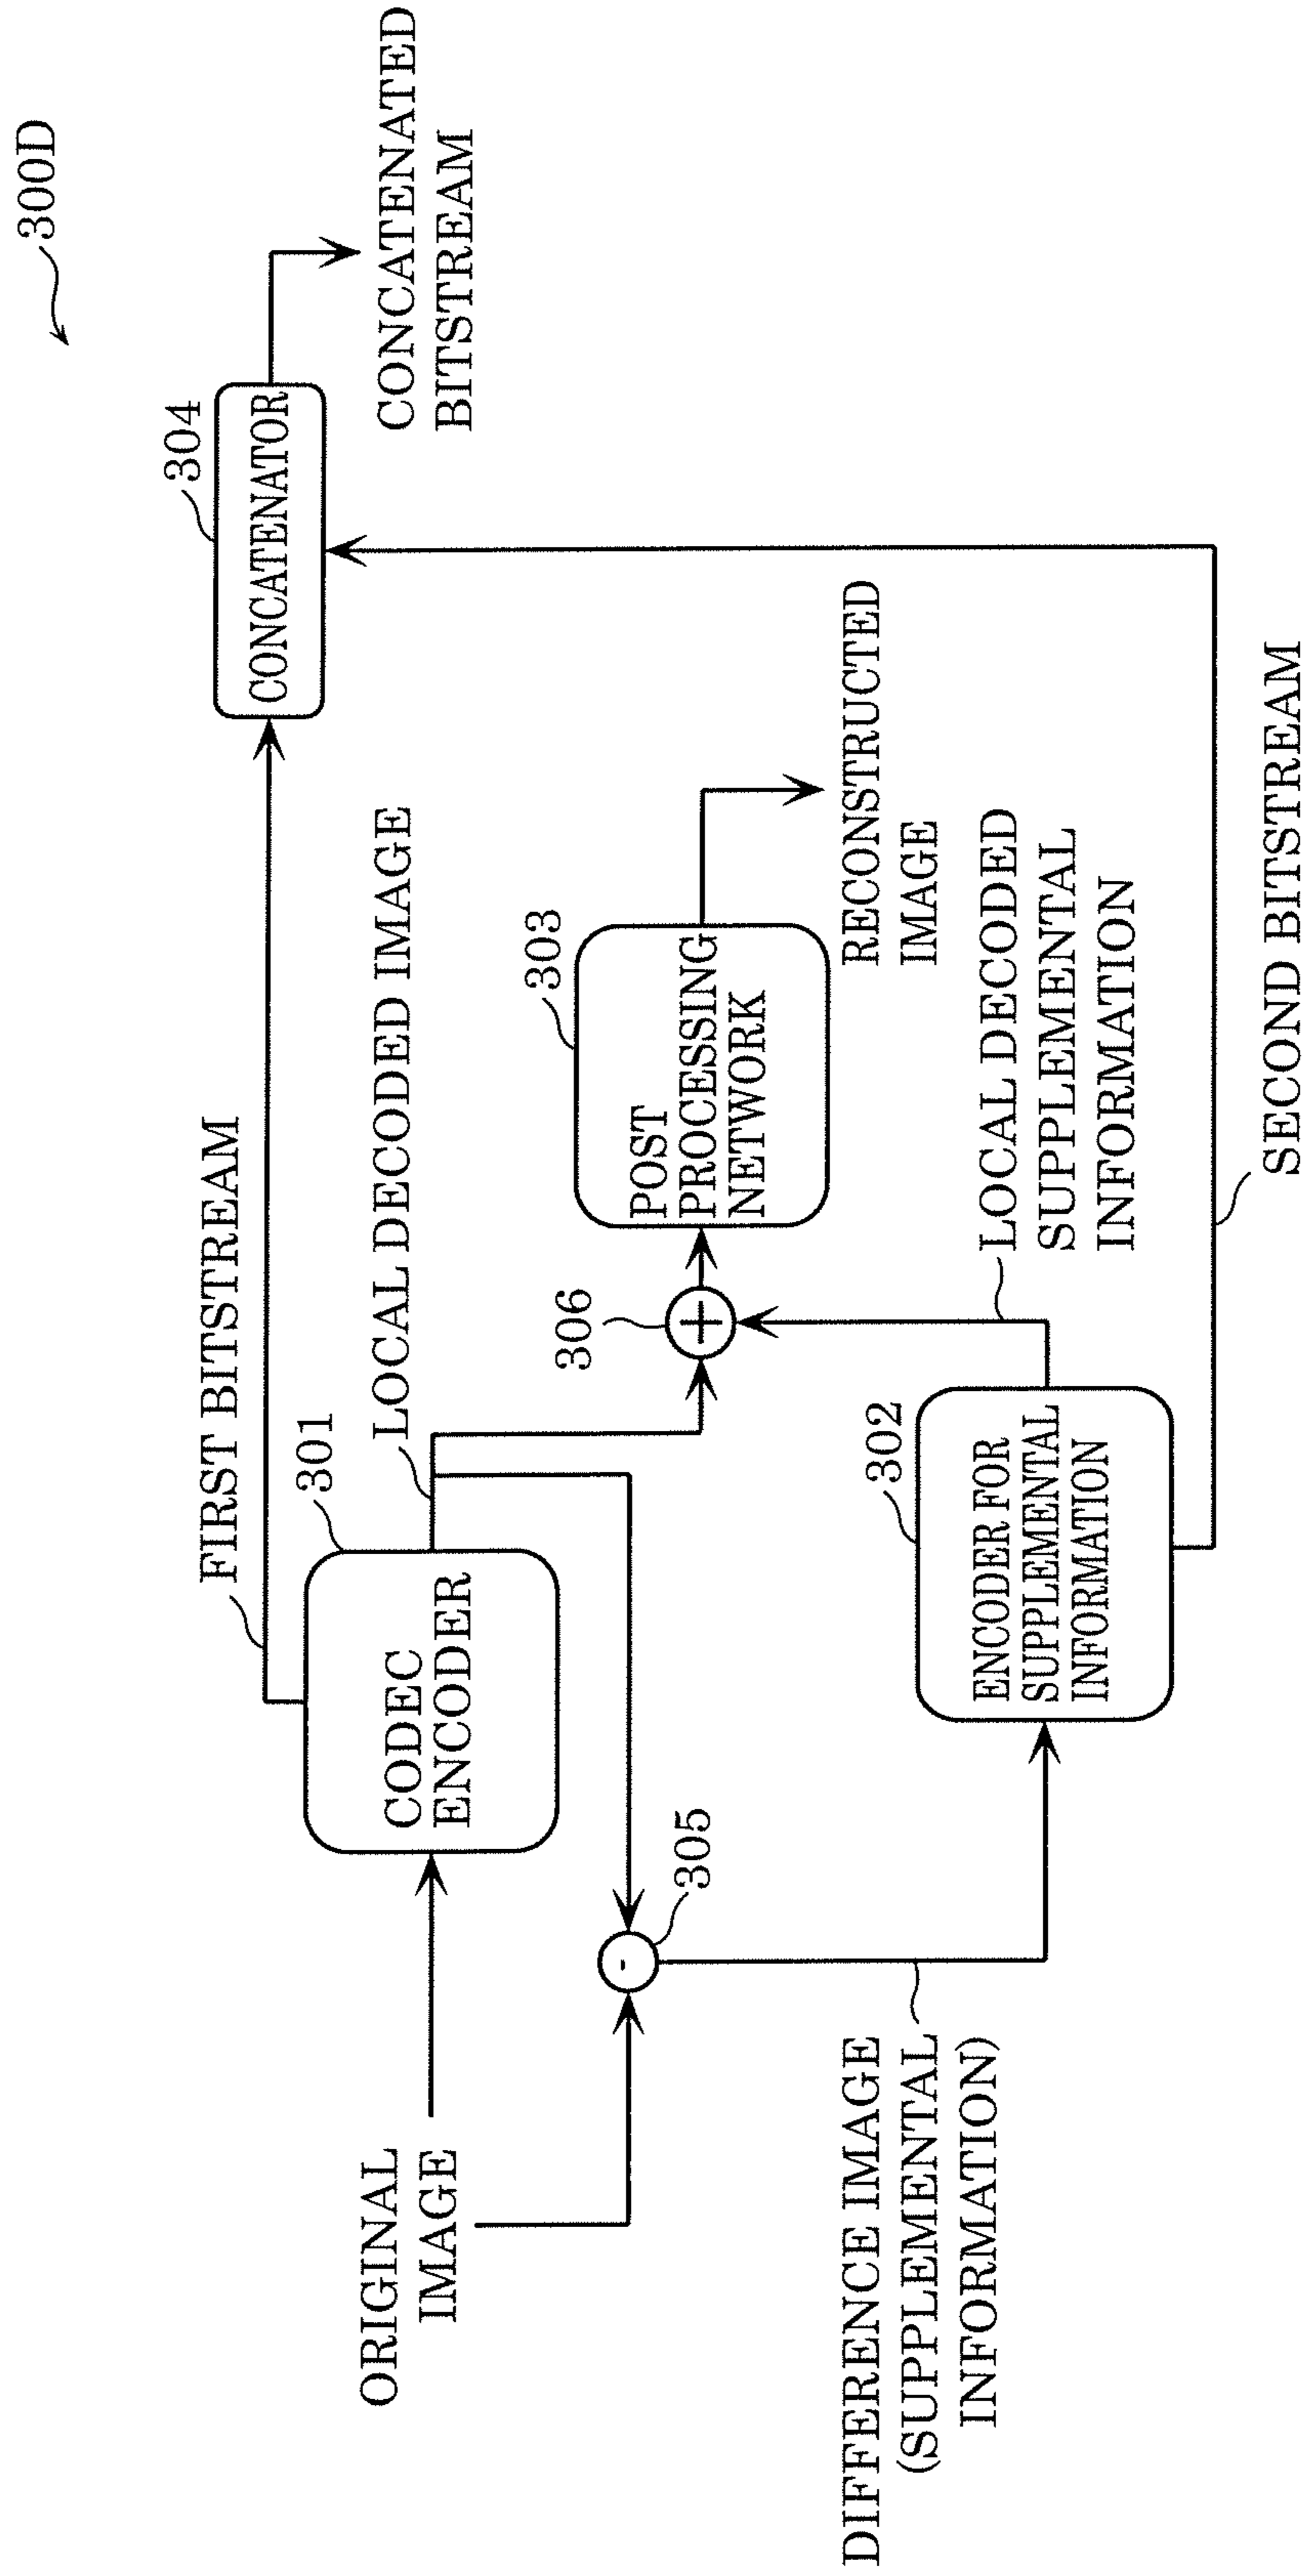 300D
FIRST BITSTREAM
304
CONCATENATOR
CONCATENATED
BITSTREAM
301
CODEC
ENCODER
LOCAL DECODED IMAGE
ORIGINAL
IMAGE
305
-
306
+
303
POST
PROCESSING
NETWORK
RECONSTRUCTED
IMAGE
DIFFERENCE IMAGE
(SUPPLEMENTAL
INFORMATION)
302
ENCODER FOR
SUPPLEMENTAL
INFORMATION
LOCAL DECODED
SUPPLEMENTAL
INFORMATION
SECOND BITSTREAM